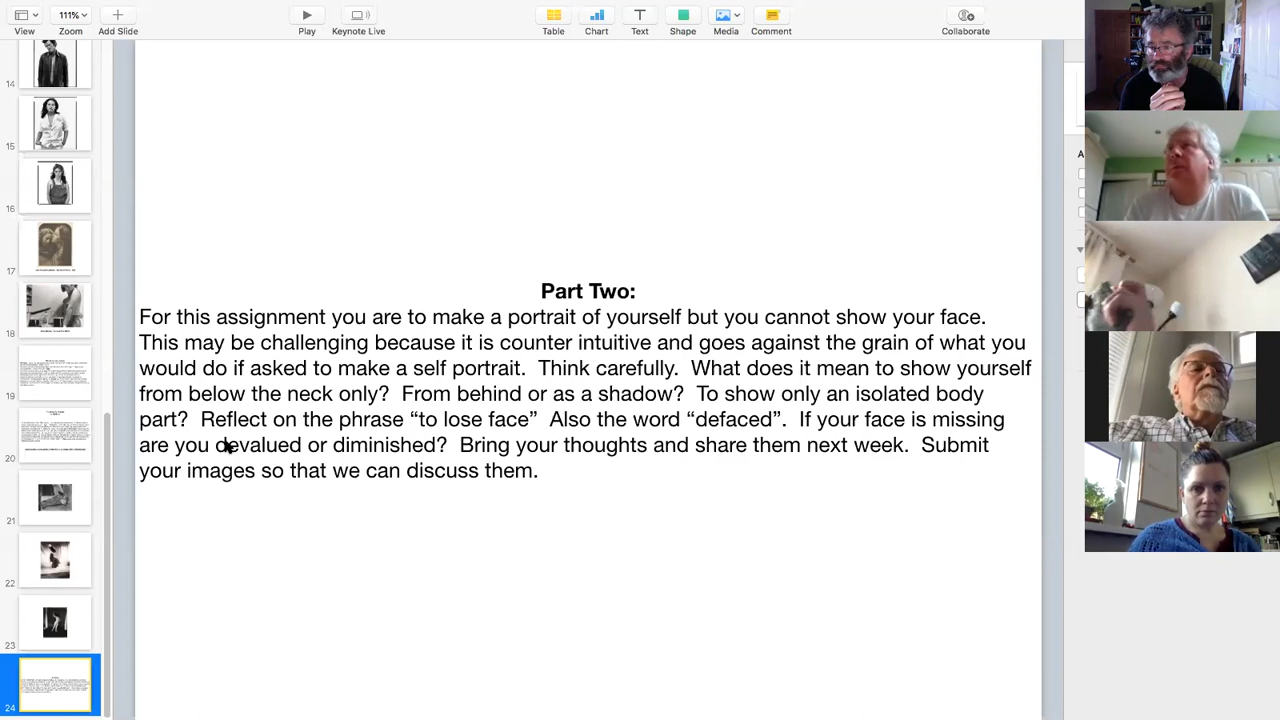 111%
View
Zoom
Add Slide
Play
Keynote Live
Table
Chart
Text
Shape
Media
Comment
Collaborate
14
15
16
17
18
19
20
21
22
23
24
Part Two:
For this assignment you are to make a portrait of yourself but you cannot show your face.
This may be challenging because it is counter intuitive and goes against the grain of what you
would do if asked to make a self portrait.  Think carefully.  What does it mean to show yourself
from below the neck only?  From behind or as a shadow?  To show only an isolated body
part?  Reflect on the phrase “to lose face”  Also the word “defaced”.  If your face is missing
are you devalued or diminished?  Bring your thoughts and share them next week.  Submit
your images so that we can discuss them.